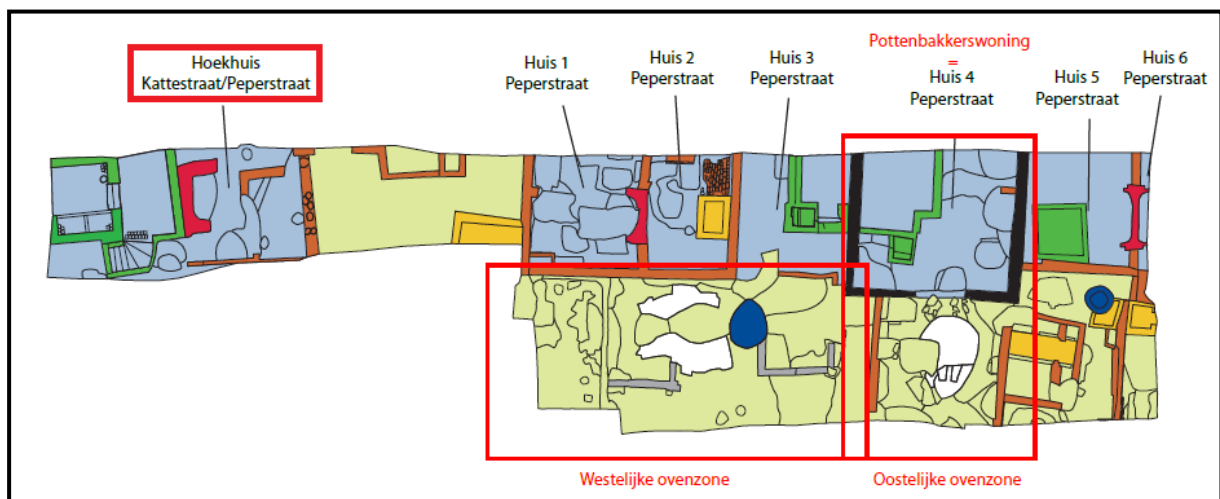 Hoekhuis
Kattestraat/Peperstraat
Huis 1
Peperstraat
Huis 2
Peperstraat
Huis 3
Peperstraat
Pottenbakkerswoning
=
Huis 4
Peperstraat
Huis 5
Peperstraat
Huis 6
Peperstraat
Westelijke ovenzone
Oostelijke ovenzone